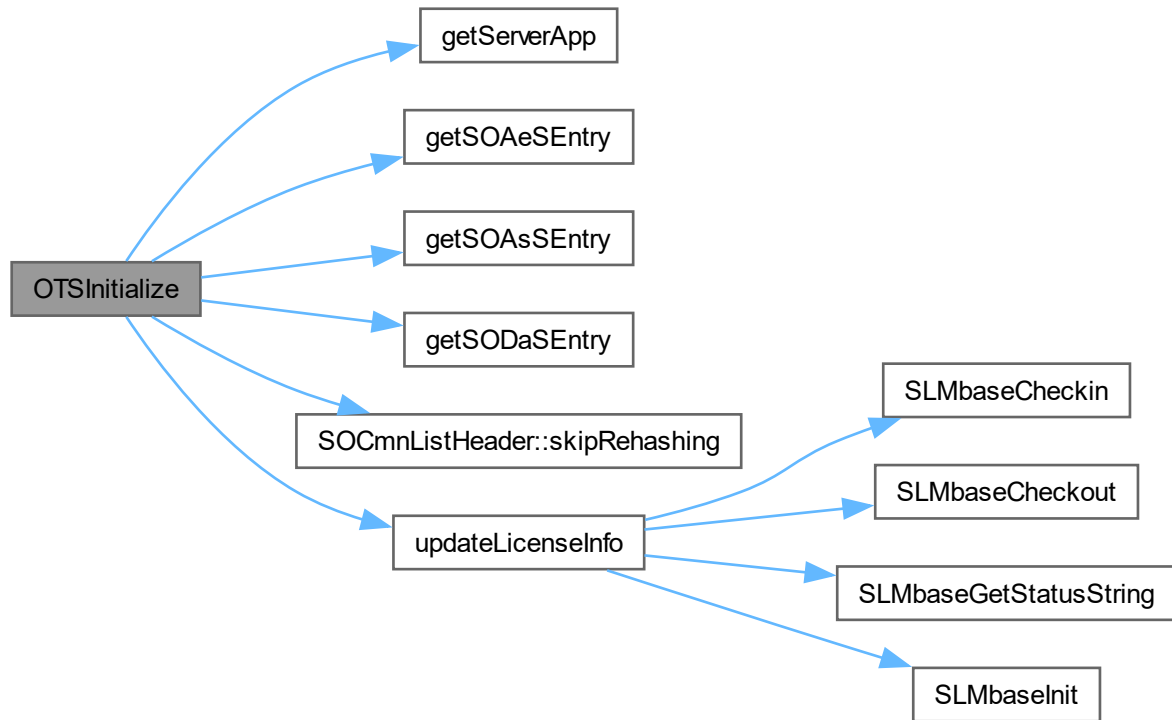 getServerApp
getSOAeSEntry
getSOAsSEntry
OTSInitialize
getSODaSEntry
SLMbaseCheckin
SOCmnListHeader::skipRehashing
SLMbaseCheckout
updateLicenseInfo
SLMbaseGetStatusString
SLMbaseInit